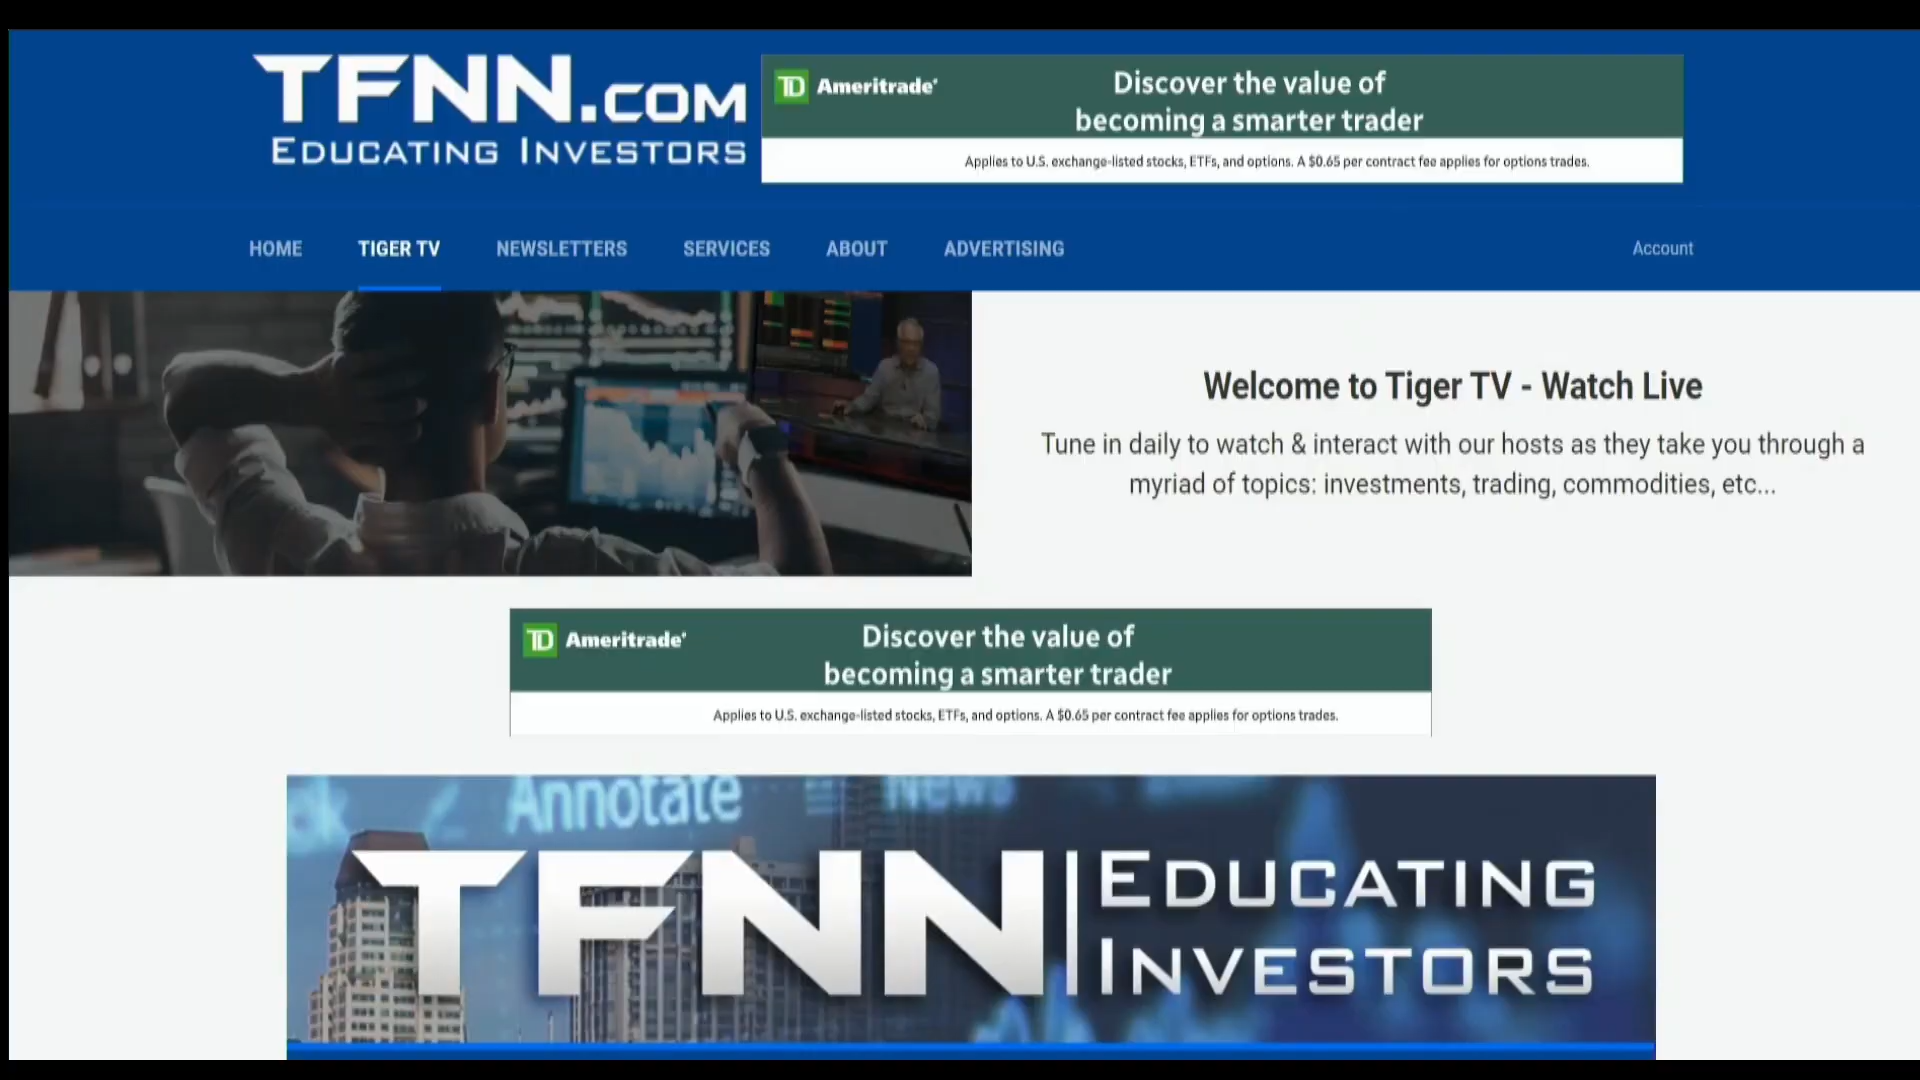 TFNN.COM
EDUCATING INVESTORS
TD Ameritrade
Discover the value of
becoming a smarter trader
Applies to U.S. exchange-listed stocks, ETFs, and options. A $0.65 per contract fee applies for options trades.
HOME TIGER TV NEWSLETTERS SERVICES ABOUT ADVERTISING Account
Welcome to Tiger TV - Watch Live
Tune in daily to watch & interact with our hosts as they take you through a
myriad of topics: investments, trading, commodities, etc...
TD Ameritrade
Discover the value of
becoming a smarter trader
Applies to U.S. exchange-listed stocks, ETFs, and options. A $0.65 per contract fee applies for options trades.
Annotate News
TFNN EDUCATING
INVESTORS